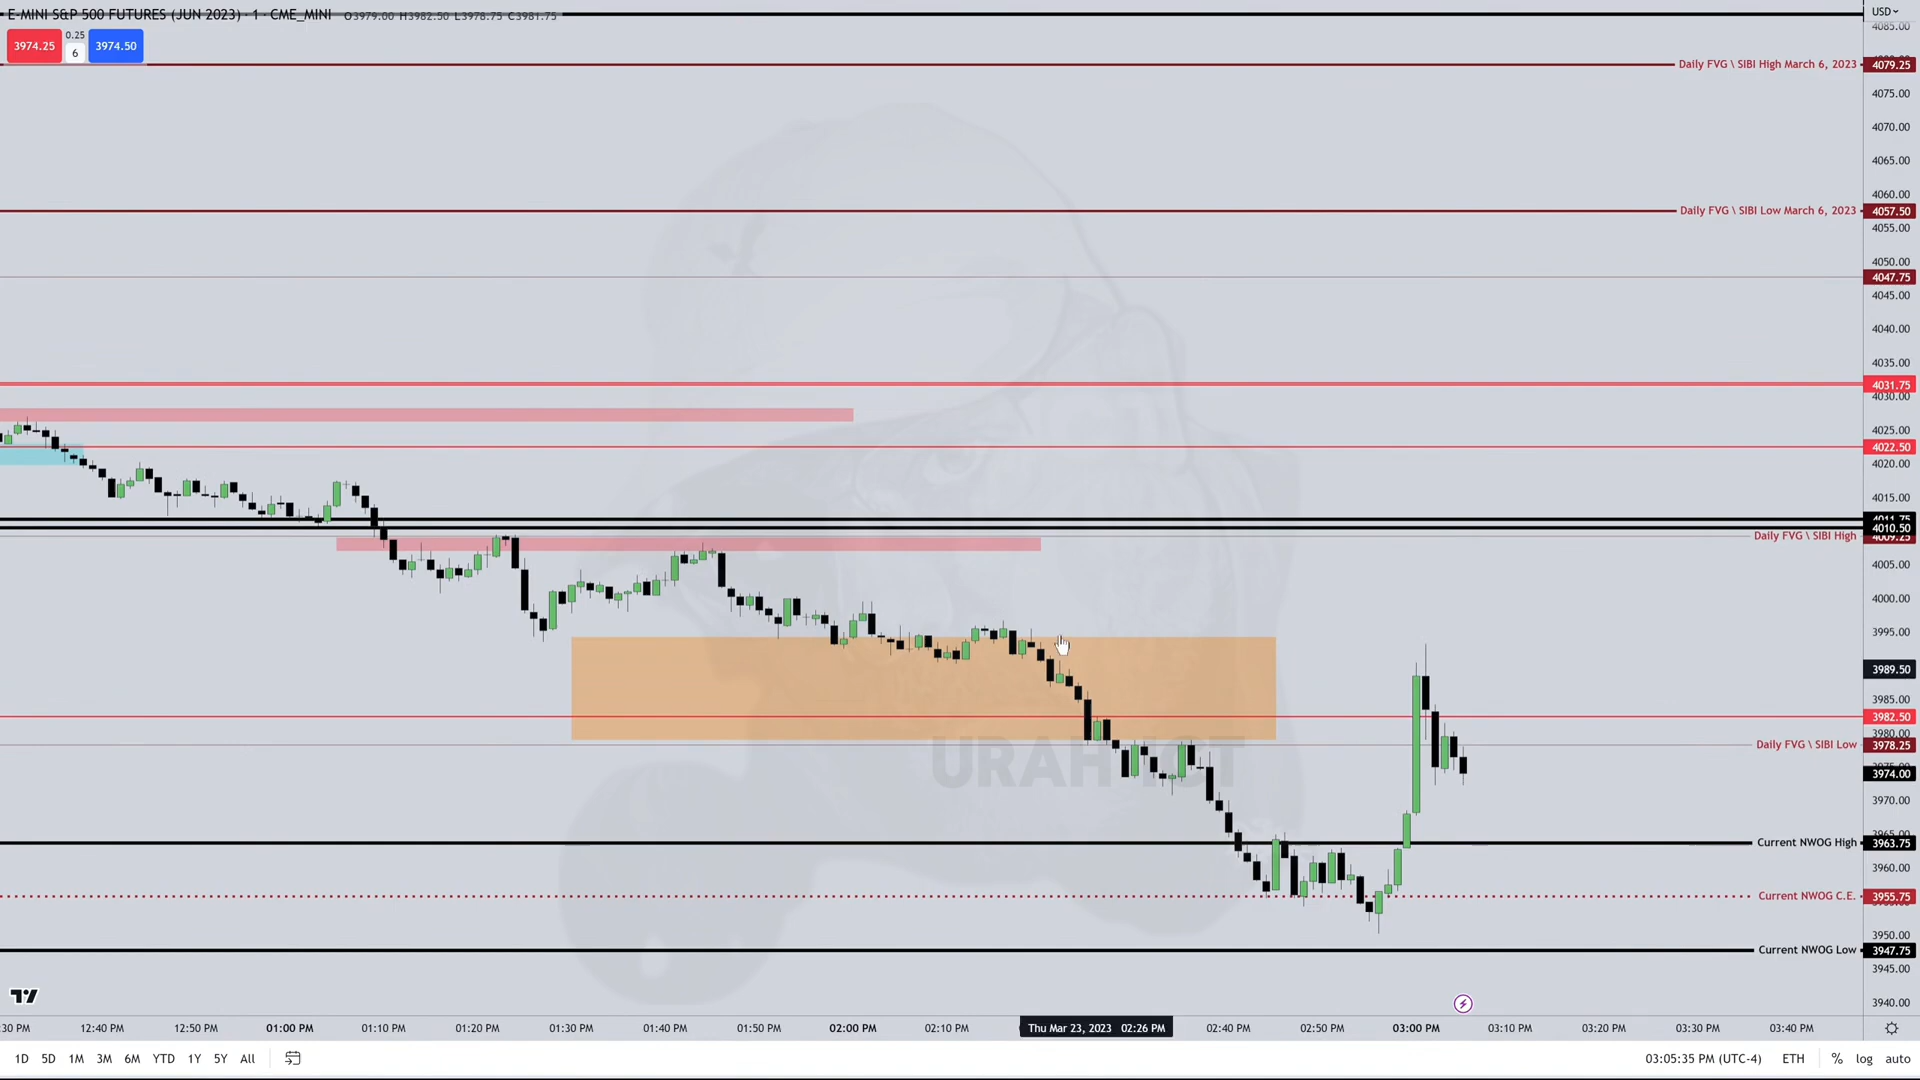 E-MINI S&P 500 FUTURES (JUN 2023) · 1 · CME_MINI O3979.00 H3982.50 L3978.75 C3981.75
USD
4085.00
3974.25 0.25 6 3974.50
Daily FVG \ SIBI High March 6, 2023 4079.25
4075.00
4070.00
4065.00
4060.00
Daily FVG \ SIBI Low March 6, 2023 4057.50
4055.00
4050.00
4047.75
4045.00
4040.00
4035.00
4031.75
4030.00
4025.00
4022.50
4020.00
4015.00
4011.75
4010.50
Daily FVG \ SIBI High 4009.25
4005.00
4000.00
3995.00
3989.50
3985.00
3982.50
3980.00
Daily FVG \ SIBI Low 3978.25
3974.00
3970.00
3965.00
Current NWOG High 3963.75
3960.00
Current NWOG C.E. 3955.75
3950.00
Current NWOG Low 3947.75
3945.00
3940.00
:30 PM 12:40 PM 12:50 PM 01:00 PM 01:10 PM 01:20 PM 01:30 PM 01:40 PM 01:50 PM 02:00 PM 02:10 PM Thu Mar 23, 2023 02:26 PM 02:40 PM 02:50 PM 03:00 PM 03:10 PM 03:20 PM 03:30 PM 03:40 PM
1D 5D 1M 3M 6M YTD 1Y 5Y All 03:05:35 PM (UTC-4) ETH % log auto